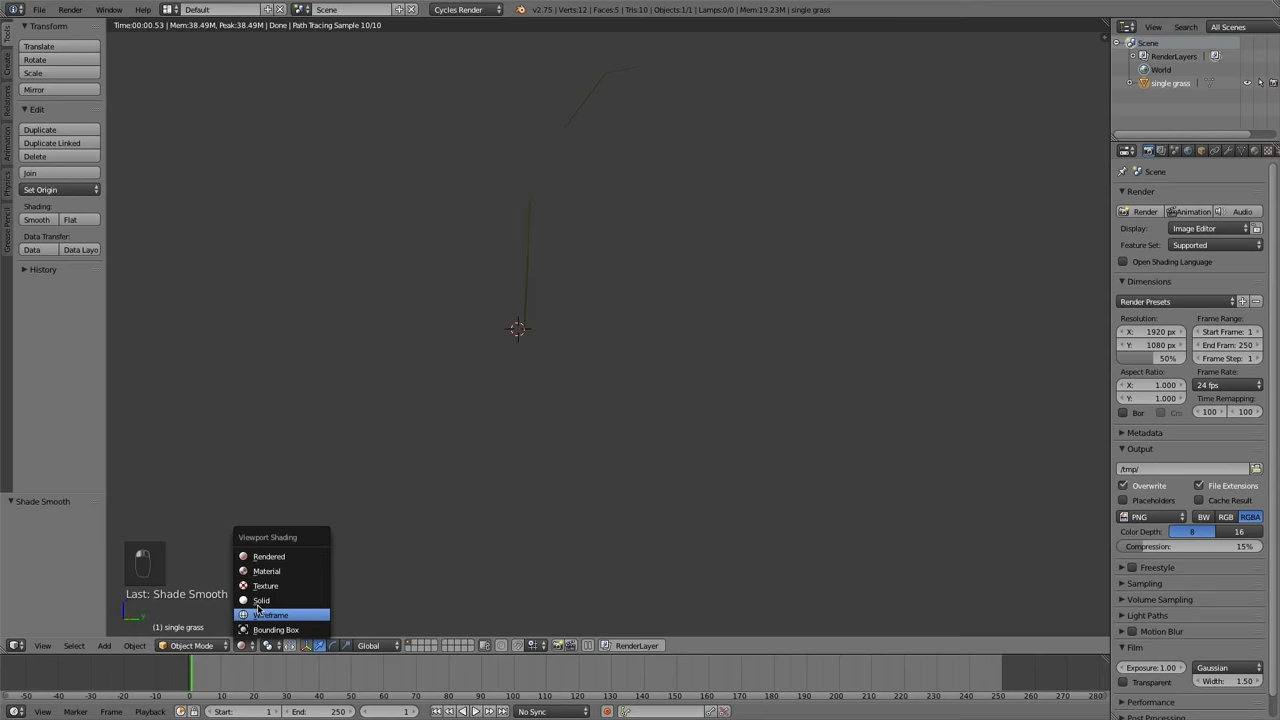 File Render Window Help Default Scene Cycles Render v2.75 | Verts:12 | Faces:5 | Tris:10 | Objects:1/1 | Lamps:0/0 | Mem:19.23M | single grass
View Search All Scenes
Time:00:00.53 | Mem:38.49M, Peak:38.49M | Done | Path Tracing Sample 10/10
Tools
Create
Relations
Animation
Physics
Grease Pencil
Transform
Translate
Rotate
Scale
Mirror
Edit
Duplicate
Duplicate Linked
Delete
Join
Set Origin
Shading:
Smooth Flat
Data Transfer:
Data Data Layo
History
Shade Smooth
Viewport Shading
Rendered
Material
Texture
Solid
Wireframe
Bounding Box
Last: Shade Smooth
y
(1) single grass
View Select Add Object Object Mode Global RenderLayer
-50 -40 -30 -20 -10 0 10 20 30 40 50 60 70 80 90 100 110 120 130 140 150 160 170 180 190 200 210 220 230 240 250 260 270 280
View Marker Frame Playback Start: 1 End: 250 1 No Sync
Scene
RenderLayers
World
single grass
Scene
Render
Render Animation Audio
Display: Image Editor
Feature Set: Supported
Open Shading Language
Dimensions
Render Presets
Resolution: Frame Range:
X: 1920 px Start Frame: 1
Y: 1080 px End Fram: 250
50% Frame Step: 1
Aspect Ratio: Frame Rate:
X: 1.000 24 fps
Y: 1.000 Time Remapping:
Bor Cr 100 100
Metadata
Output
/tmp/
Overwrite File Extensions
Placeholders Cache Result
PNG BW RGB RGBA
Color Depth: 8 16
Compression: 15%
Freestyle
Sampling
Volume Sampling
Light Paths
Motion Blur
Film
Exposure:1.00 Gaussian
Transparent Width: 1.50
Performance